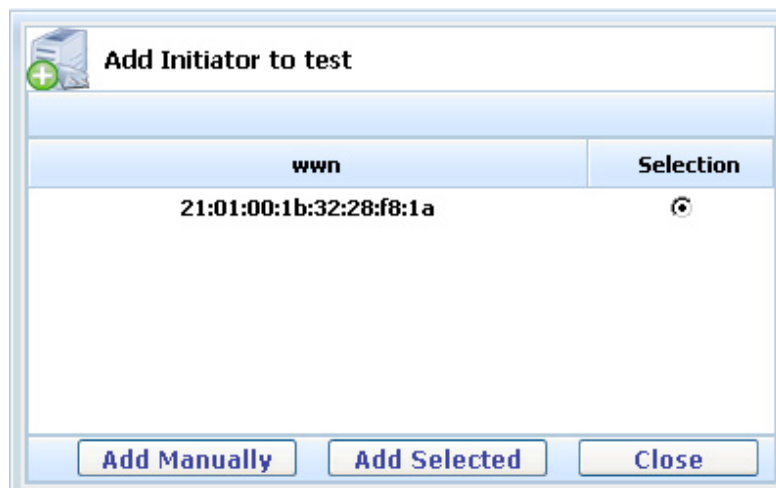 Add Initiator to test
wwn Selection
21:01:00:1b:32:28:f8:1a
Add Manually Add Selected Close